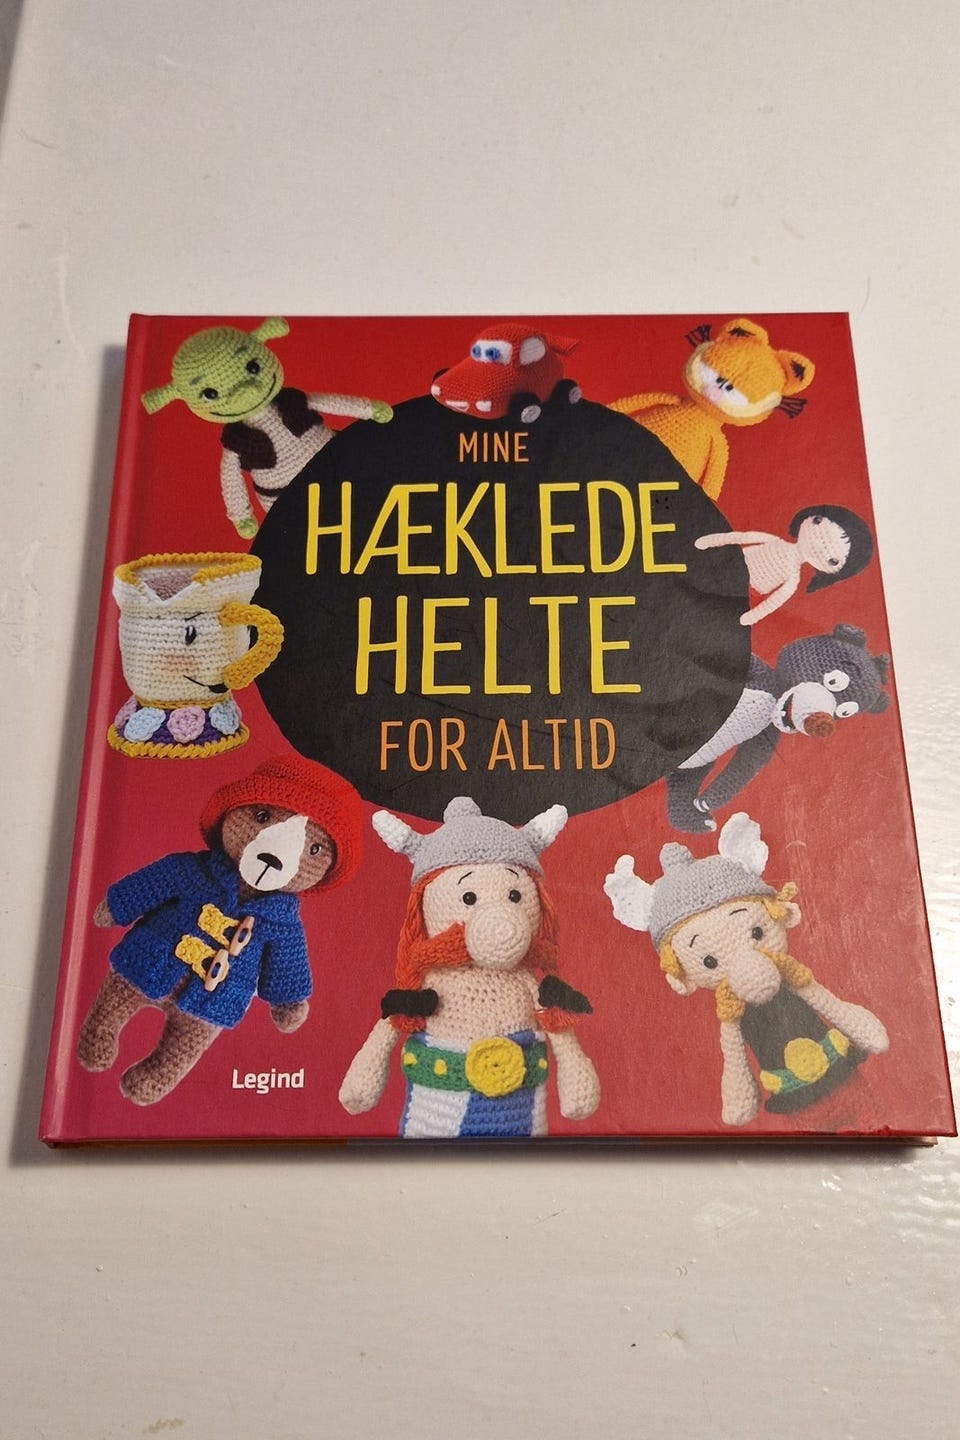 MINE
HÆKLEDE
HELTE
FOR ALTID
Legind